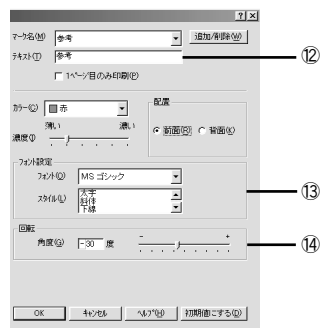 ? ×
マーク名(M) 参考 追加/削除(W)
テキスト(T) 参考 ⑫
1ページ目のみ印刷(P)
カラー(C) 赤 配置
薄い 濃い 前面(R) 背面(K)
濃度(I)
フォント設定
フォント(O) MS ゴシック
スタイル(L) 太字 ⑬
斜体
下線
回転
角度(G) -30 度 - + ⑭
OK キャンセル ヘルプ(H) 初期値にする(D)